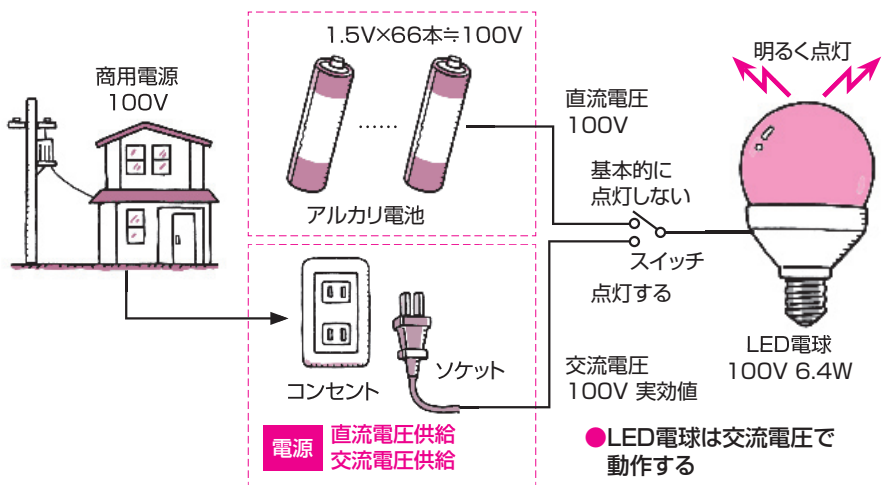 1.5V×66本≒100V
商用電源
100V
……
アルカリ電池
直流電圧
100V
基本的に
点灯しない
スイッチ
点灯する
明るく点灯
LED電球
100V 6.4W
コンセント
ソケット
交流電圧
100V 実効値
電源
直流電圧供給
交流電圧供給
●LED電球は交流電圧で
動作する